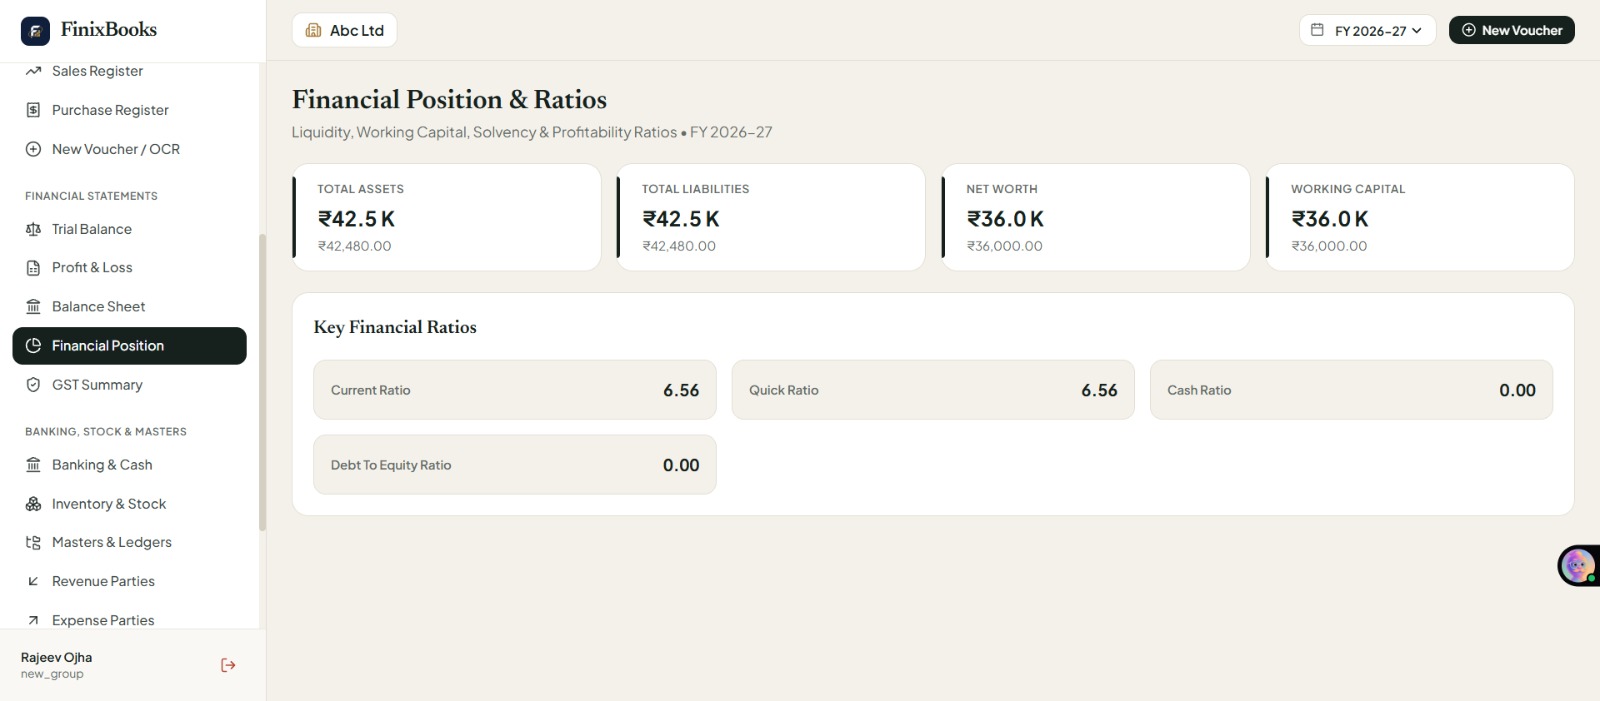 FinixBooks
Sales Register
Purchase Register
New Voucher / OCR
FINANCIAL STATEMENTS
Trial Balance
Profit & Loss
Balance Sheet
Financial Position
GST Summary
BANKING, STOCK & MASTERS
Banking & Cash
Inventory & Stock
Masters & Ledgers
Revenue Parties
Expense Parties
Rajeev Ojha
new_group
Abc Ltd
FY 2026-27
New Voucher
Financial Position & Ratios
Liquidity, Working Capital, Solvency & Profitability Ratios • FY 2026-27
TOTAL ASSETS
₹42.5 K
₹42,480.00
TOTAL LIABILITIES
₹42.5 K
₹42,480.00
NET WORTH
₹36.0 K
₹36,000.00
WORKING CAPITAL
₹36.0 K
₹36,000.00
Key Financial Ratios
Current Ratio 6.56
Quick Ratio 6.56
Cash Ratio 0.00
Debt To Equity Ratio 0.00